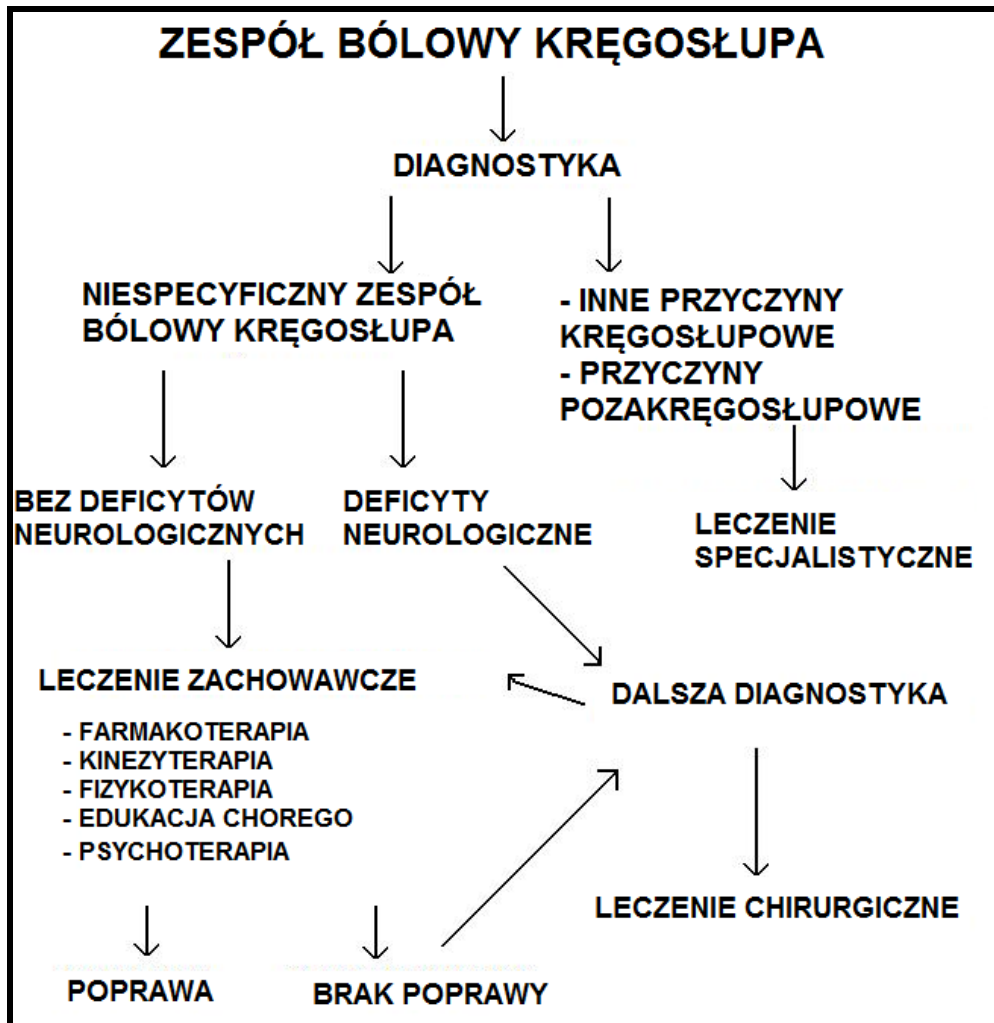 ZESPÓŁ BÓLOWY KRĘGOSŁUPA
DIAGNOSTYKA
NIESPECYFICZNY ZESPÓŁ
BÓLOWY KRĘGOSŁUPA
- INNE PRZYCZYNY
KRĘGOSŁUPOWE
- PRZYCZYNY
POZAKRĘGOSŁUPOWE
BEZ DEFICYTÓW
NEUROLOGICZNYCH
DEFICYTY
NEUROLOGICZNE
LECZENIE
SPECJALISTYCZNE
LECZENIE ZACHOWAWCZE
- FARMAKOTERAPIA
- KINEZYTERAPIA
- FIZYKOTERAPIA
- EDUKACJA CHOREGO
- PSYCHOTERAPIA
DALSZA DIAGNOSTYKA
LECZENIE CHIRURGICZNE
POPRAWA
BRAK POPRAWY